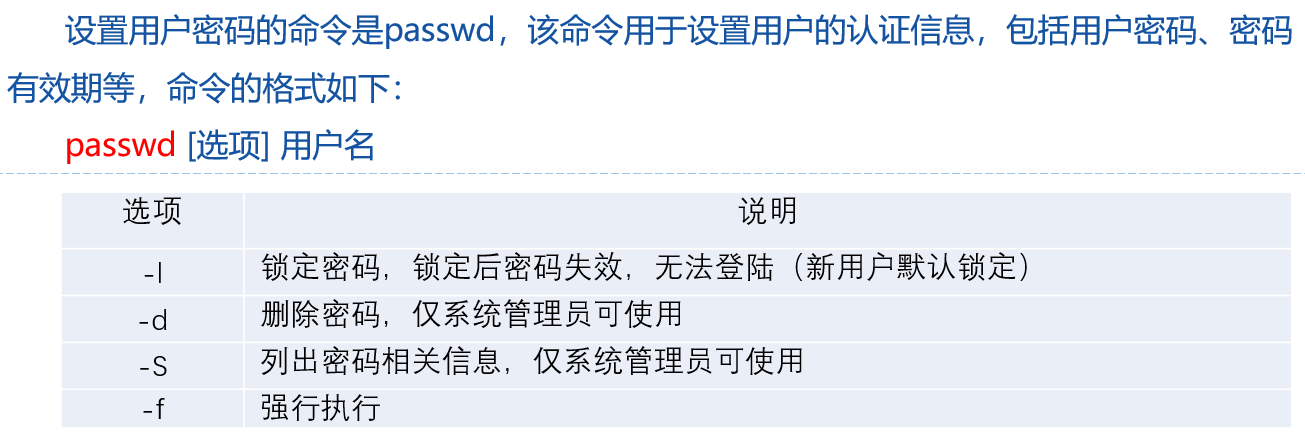 设置用户密码的命令是passwd，该命令用于设置用户的认证信息，包括用户密码、密码
有效期等，命令的格式如下：
passwd [选项] 用户名
选项 说明
-l 锁定密码，锁定后密码失效，无法登陆（新用户默认锁定）
-d 删除密码，仅系统管理员可使用
-S 列出密码相关信息，仅系统管理员可使用
-f 强行执行